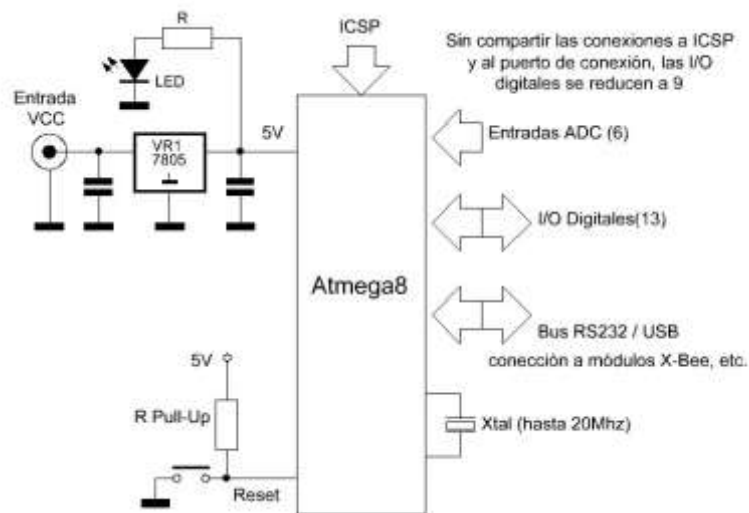 R
ICSP
Sin compartir las conexiones a ICSP
y al puerto de conexión, las I/O
digitales se reducen a 9
LED
Entrada
VCC
VR1
7805
5V
Entradas ADC (6)
I/O Digitales(13)
Atmega8
Bus RS232 / USB
conección a módulos X-Bee, etc.
5V
R Pull-Up
Xtal (hasta 20Mhz)
Reset